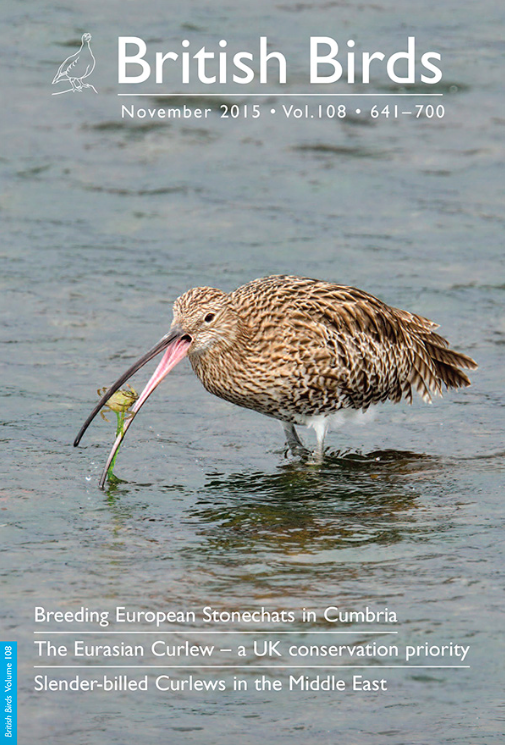 British Birds
November 2015 • Vol.108 • 641–700
Breeding European Stonechats in Cumbria
The Eurasian Curlew – a UK conservation priority
Slender-billed Curlews in the Middle East
British Birds Volume 108